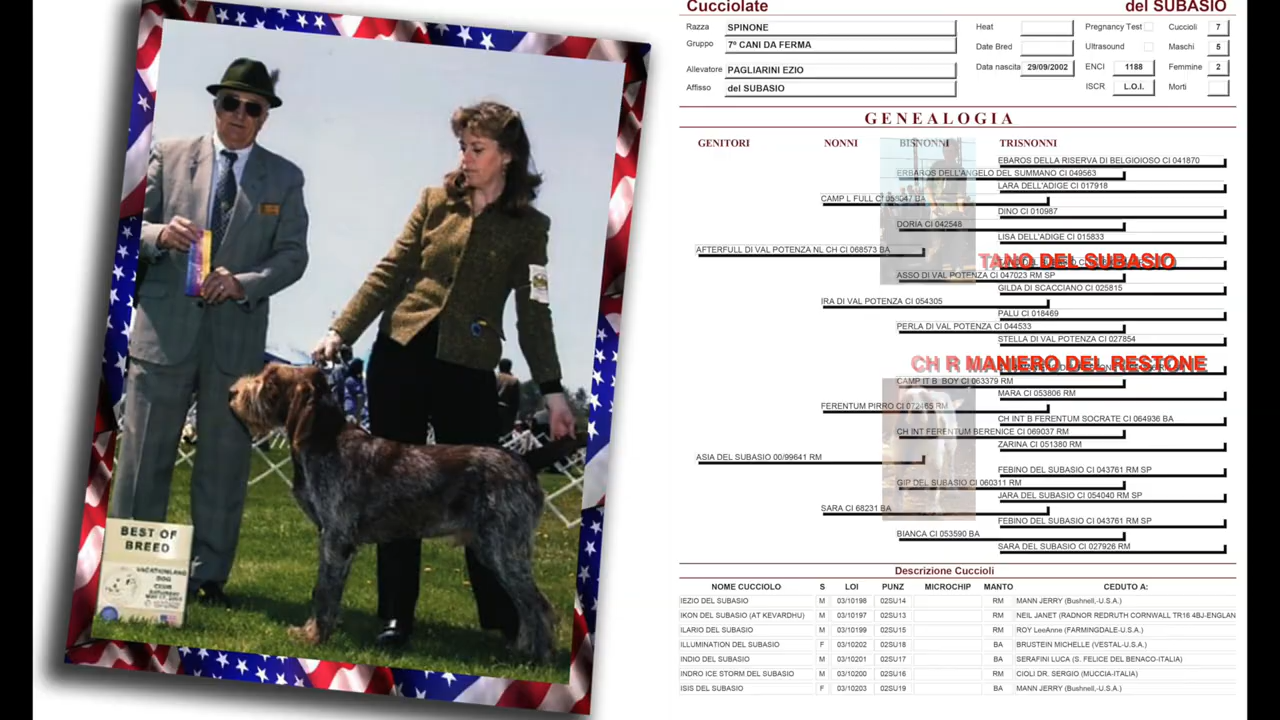 BEST OF
BREED
VACATIONLAND
DOG
CLUB
SATURDAY
Cucciolate del SUBASIO
Razza SPINONE Heat Pregnancy Test Cuccioli 7
Gruppo 7º CANI DA FERMA Date Bred Ultrasound Maschi 5
Allevatore PAGLIARINI EZIO Data nascita 29/09/2002 ENCI 1188 Femmine 2
Affisso del SUBASIO ISCR L.O.I. Morti
GENEALOGIA
GENITORI NONNI BISNONNI TRISNONNI
EBAROS DELLA RISERVA DI BELGIOIOSO CI 041870
ERBAROS DELL'ANGELO DEL SUMMANO CI 049563
LARA DELL'ADIGE CI 017918
CAMP L FULL CI 058047 BA
DINO CI 010987
DORIA CI 042548
LISA DELL'ADIGE CI 015833
AFTERFULL DI VAL POTENZA NL CH CI 068573 BA
TANO DEL SUBASIO
ASSO DI VAL POTENZA CI 047023 RM SP
GILDA DI SCACCIANO CI 025815
IRA DI VAL POTENZA CI 054305
PALU CI 018469
PERLA DI VAL POTENZA CI 044533
STELLA DI VAL POTENZA CI 027854
CH R MANIERO DEL RESTONE
CAMP IT B BOY CI 063379 RM
MARA CI 053806 RM
FERENTUM PIRRO CI 072465 RM
CH INT B FERENTUM SOCRATE CI 064936 BA
CH INT FERENTUM BERENICE CI 069037 RM
ZARINA CI 051380 RM
ASIA DEL SUBASIO 00/99641 RM
FEBINO DEL SUBASIO CI 043761 RM SP
GIP DEL SUBASIO CI 060311 RM
JARA DEL SUBASIO CI 054040 RM SP
SARA CI 68231 BA
FEBINO DEL SUBASIO CI 043761 RM SP
BIANCA CI 053590 BA
SARA DEL SUBASIO CI 027926 RM
Descrizione Cuccioli
NOME CUCCIOLO S LOI PUNZ MICROCHIP MANTO CEDUTO A:
IEZIO DEL SUBASIO M 03/10198 02SU14 RM MANN JERRY (Bushnell,-U.S.A.)
IKON DEL SUBASIO (AT KEVARDHU) M 03/10197 02SU13 RM NEIL JANET (RADNOR REDRUTH CORNWALL TR16 4BJ-ENGLAN
ILARIO DEL SUBASIO M 03/10199 02SU15 RM ROY LeeAnne (FARMINGDALE-U.S.A.)
ILLUMINATION DEL SUBASIO F 03/10202 02SU18 BA BRUSTEIN MICHELLE (VESTAL-U.S.A.)
INDIO DEL SUBASIO M 03/10201 02SU17 BA SERAFINI LUCA (S. FELICE DEL BENACO-ITALIA)
INDRO ICE STORM DEL SUBASIO M 03/10200 02SU16 RM CIOLI DR. SERGIO (MUCCIA-ITALIA)
ISIS DEL SUBASIO F 03/10203 02SU19 BA MANN JERRY (Bushnell,-U.S.A.)